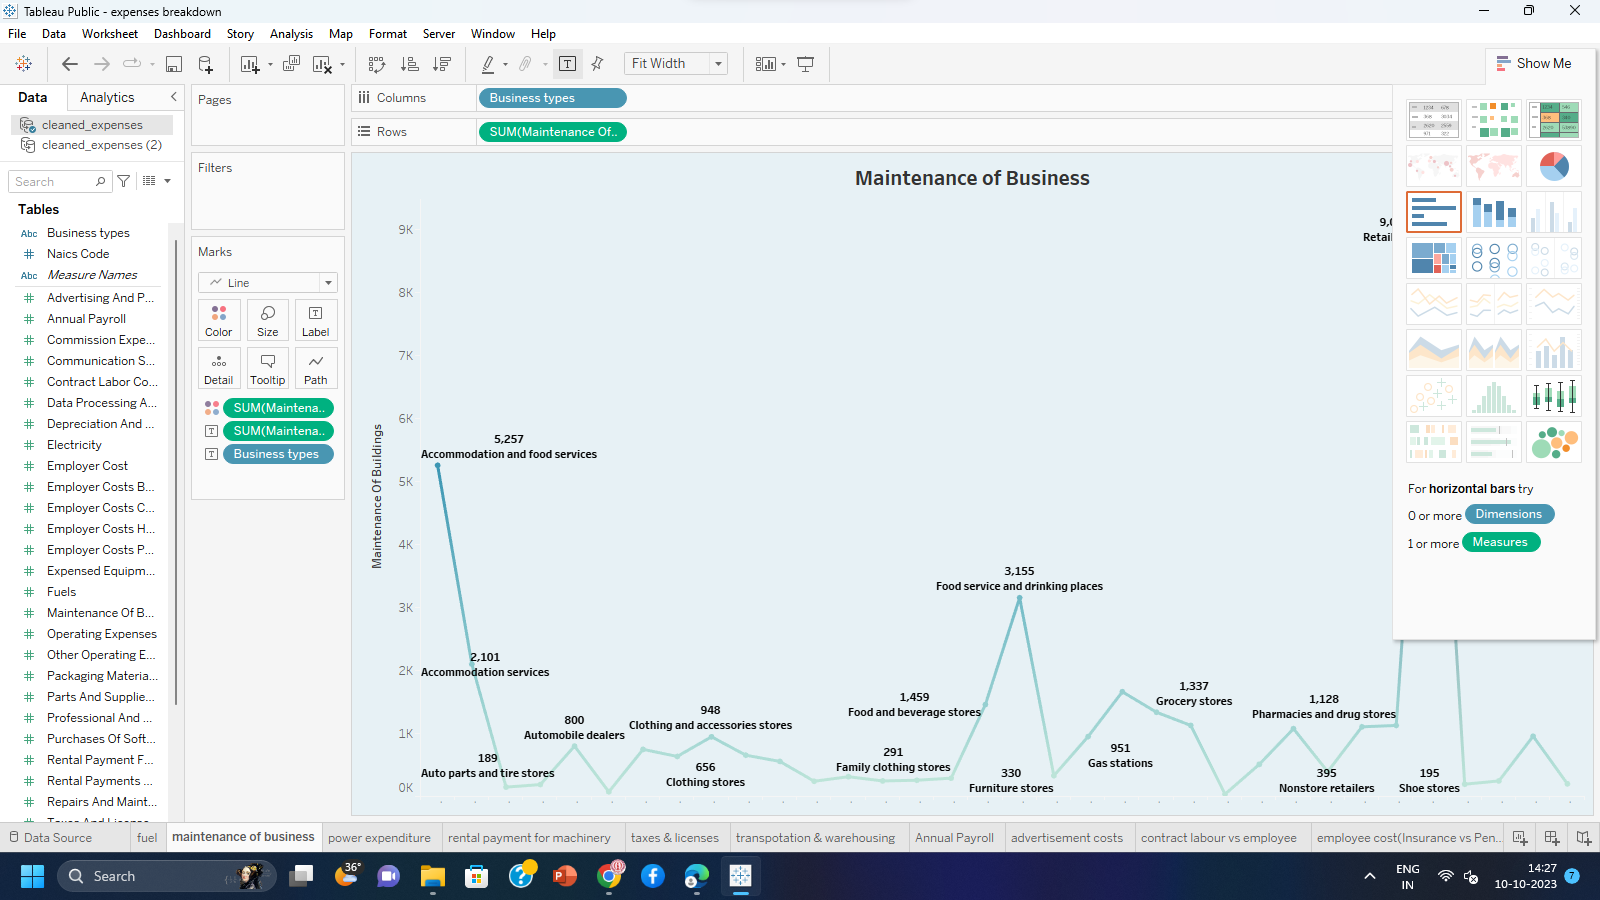 Tableau Public - expenses breakdown
File Data Worksheet Dashboard Story Analysis Map Format Server Window Help
Fit Width
Show Me
Data Analytics
cleaned_expenses
cleaned_expenses (2)
Search
Tables
Abc Business types
# Naics Code
Abc Measure Names
# Advertising And P...
# Annual Payroll
# Commission Expe...
# Communication S...
# Contract Labor Co...
# Data Processing A...
# Depreciation And ...
# Electricity
# Employer Cost
# Employer Costs B...
# Employer Costs C...
# Employer Costs H...
# Employer Costs P...
# Expensed Equipm...
# Fuels
# Maintenance Of B...
# Operating Expenses
# Other Operating E...
# Packaging Materia...
# Parts And Supplie...
# Professional And ...
# Purchases Of Soft...
# Rental Payment F...
# Rental Payments ...
# Repairs And Maint...
Pages
Filters
Marks
Line
Color Size Label
Detail Tooltip Path
SUM(Maintena..
SUM(Maintena..
Business types
Columns Business types
Rows SUM(Maintenance Of..
Maintenance of Business
Maintenance Of Buildings
9K
8K
7K
6K
5K
4K
3K
2K
1K
0K
Retail
5,257
Accommodation and food services
2,101
Accommodation services
189
Auto parts and tire stores
800
Automobile dealers
948
Clothing and accessories stores
656
Clothing stores
291
Family clothing stores
1,459
Food and beverage stores
3,155
Food service and drinking places
330
Furniture stores
951
Gas stations
1,337
Grocery stores
1,128
Pharmacies and drug stores
395
Nonstore retailers
195
Shoe stores
For horizontal bars try
0 or more Dimensions
1 or more Measures
Data Source fuel maintenance of business power expenditure rental payment for machinery taxes & licenses transpotation & warehousing Annual Payroll advertisement costs contract labour vs employee employee cost(Insurance vs Pen...
Search
36°
ENG
IN
14:27
10-10-2023
7